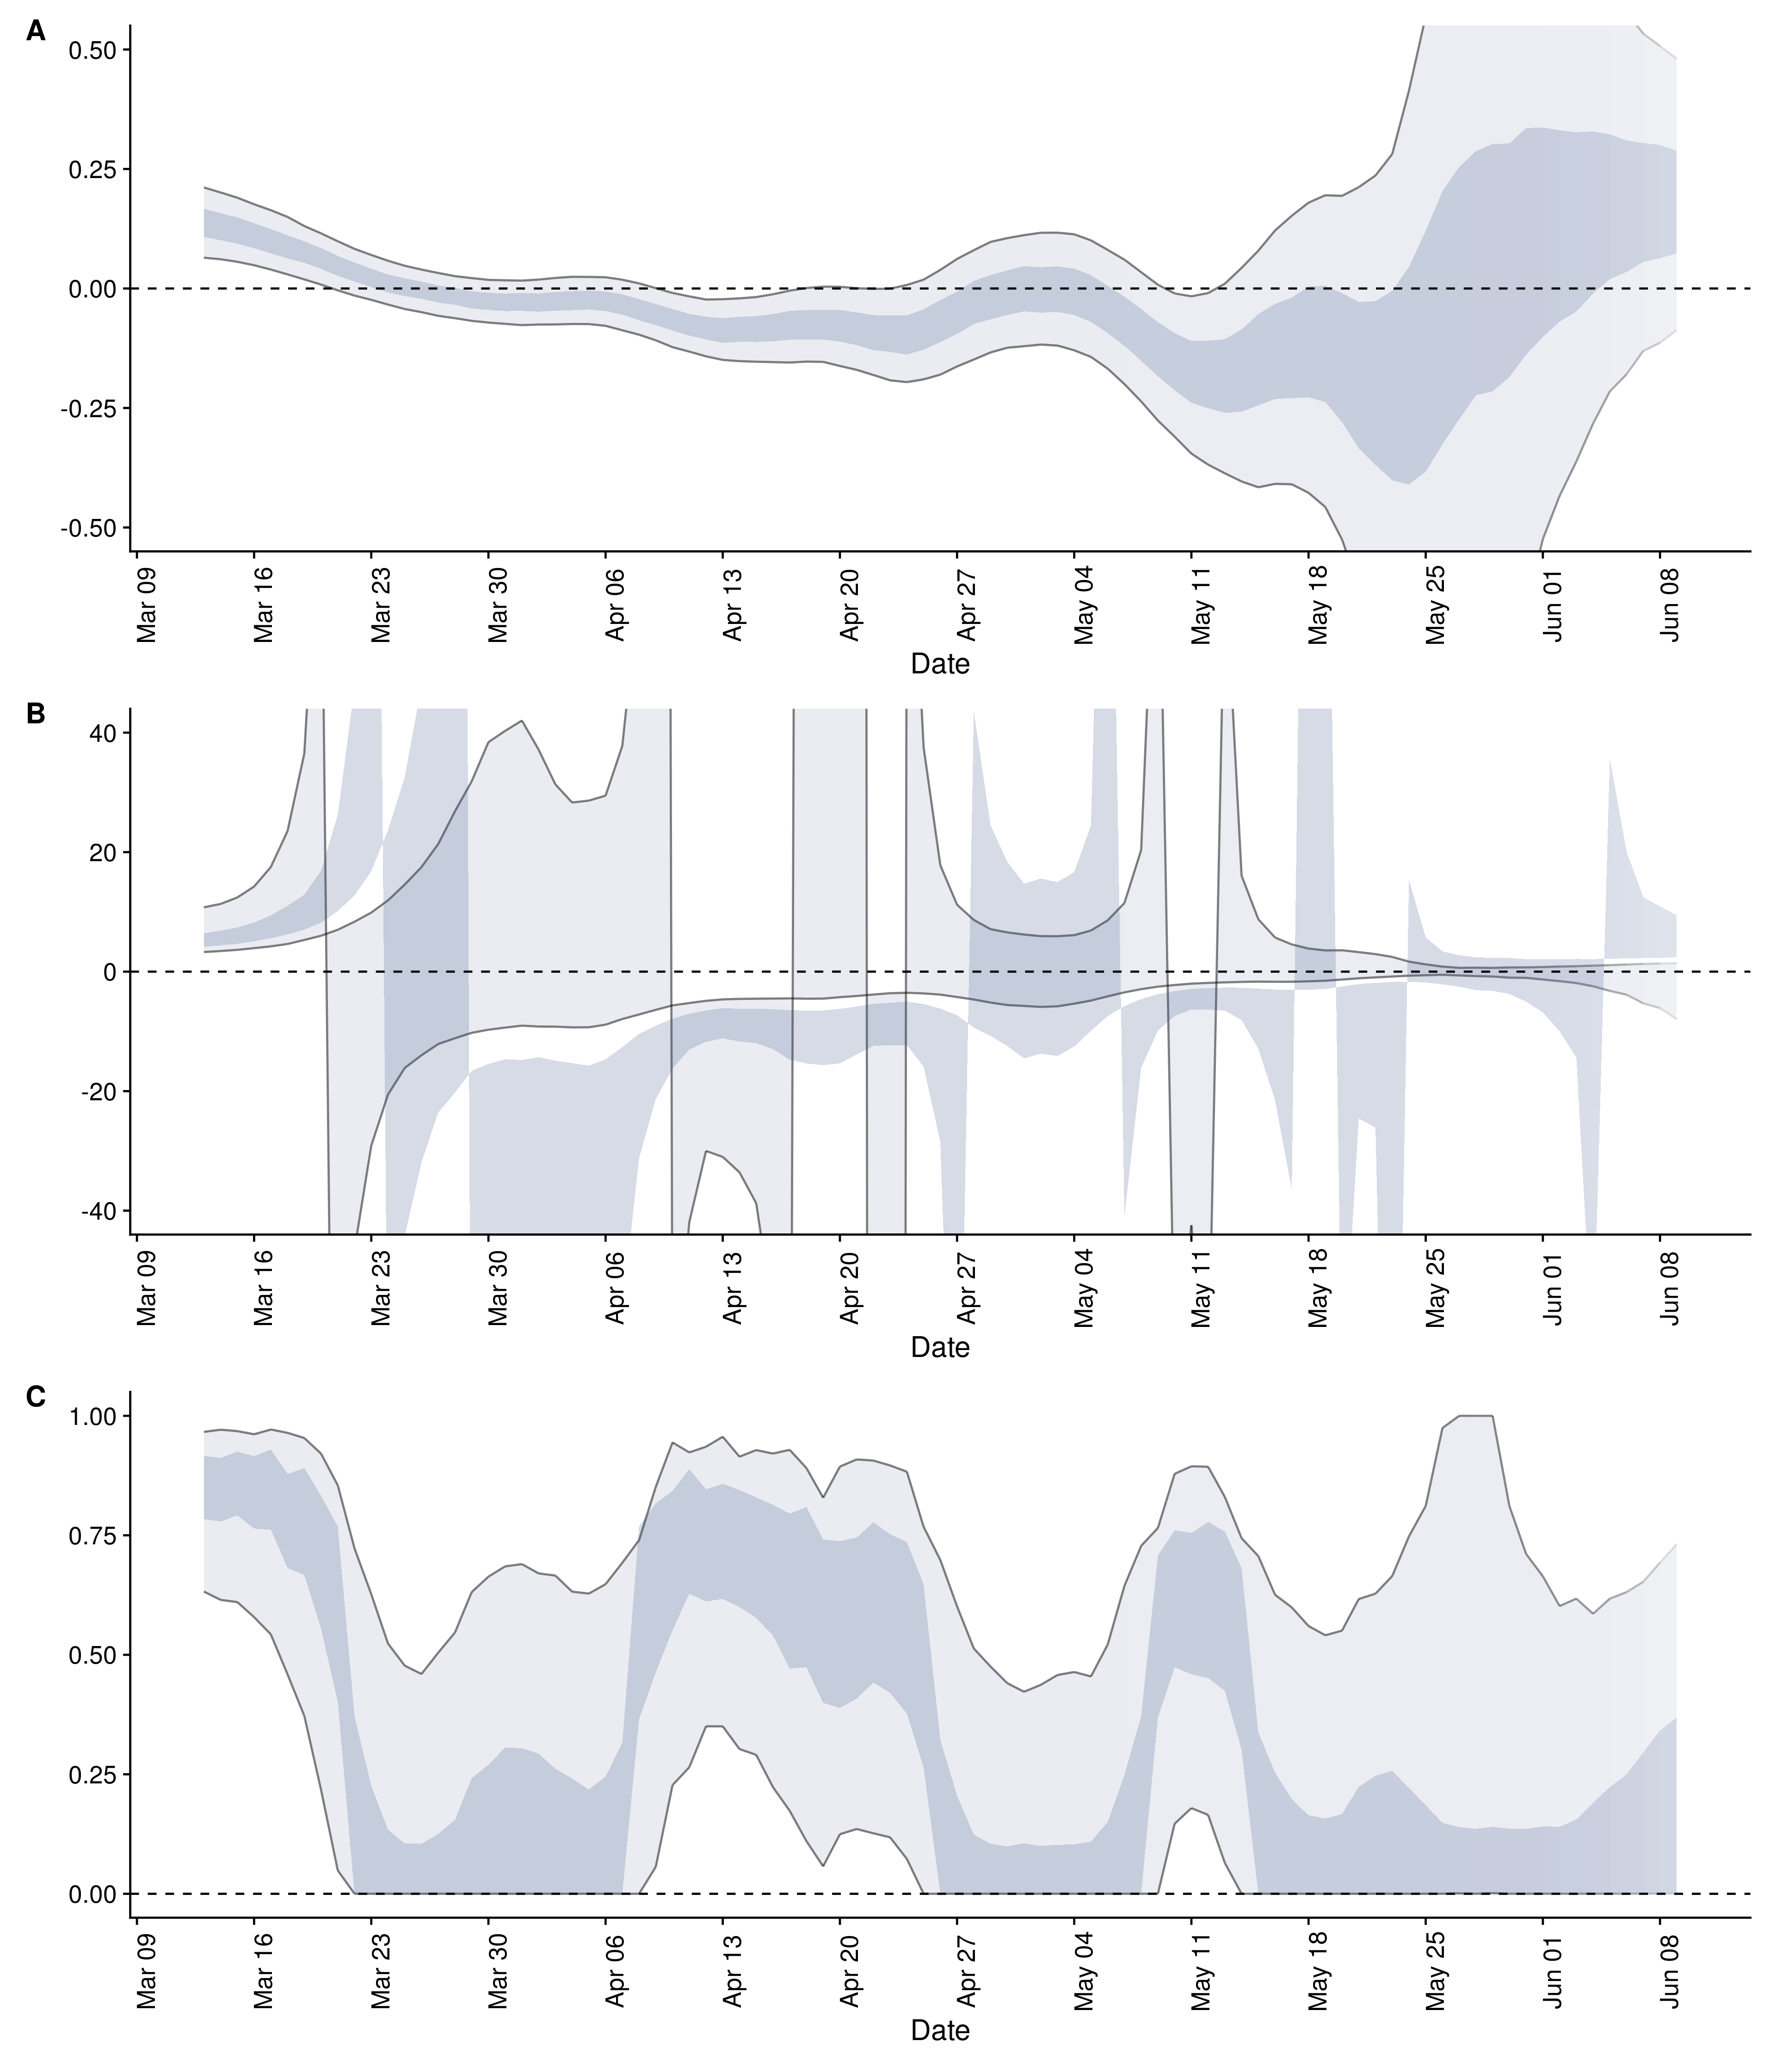 A
0.50
0.25
0.00
-0.25
-0.50
Mar 09
Mar 16
Mar 23
Mar 30
Apr 06
Apr 13
Apr 20
Apr 27
May 04
May 11
May 18
May 25
Jun 01
Jun 08
Date
B
40
20
0
-20
-40
Mar 09
Mar 16
Mar 23
Mar 30
Apr 06
Apr 13
Apr 20
Apr 27
May 04
May 11
May 18
May 25
Jun 01
Jun 08
Date
C
1.00
0.75
0.50
0.25
0.00
Mar 09
Mar 16
Mar 23
Mar 30
Apr 06
Apr 13
Apr 20
Apr 27
May 04
May 11
May 18
May 25
Jun 01
Jun 08
Date